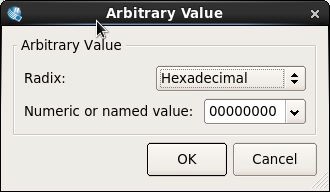 Arbitrary Value
Arbitrary Value
Radix: Hexadecimal
Numeric or named value: 00000000
OK Cancel